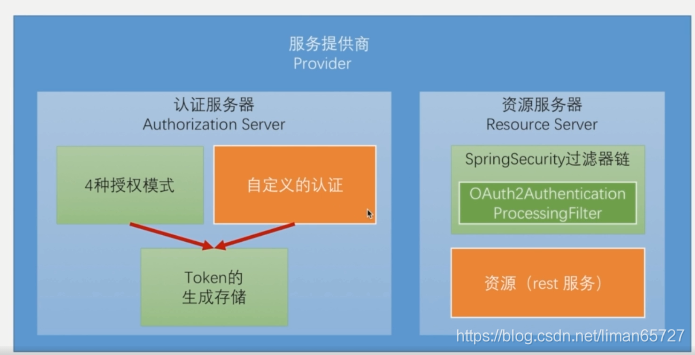 服务提供商
Provider
认证服务器
Authorization Server
4种授权模式
自定义的认证
Token的
生成存储
资源服务器
Resource Server
SpringSecurity过滤器链
OAuth2Authentication
ProcessingFilter
资源（rest 服务）
https://blog.csdn.net/liman65727